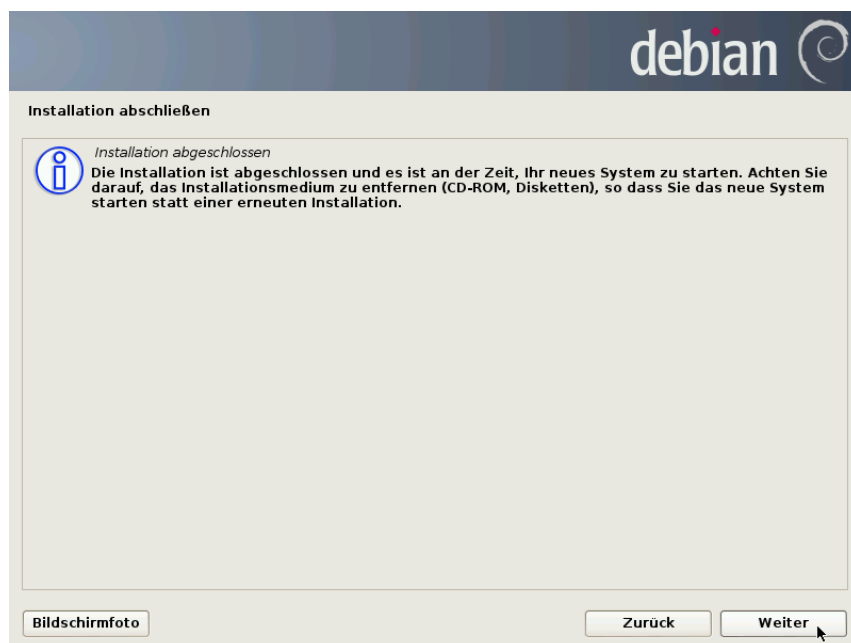 debian
Installation abschließen
Installation abgeschlossen
Die Installation ist abgeschlossen und es ist an der Zeit, Ihr neues System zu starten. Achten Sie
darauf, das Installationsmedium zu entfernen (CD-ROM, Disketten), so dass Sie das neue System
starten statt einer erneuten Installation.
Bildschirmfoto
Zurück
Weiter